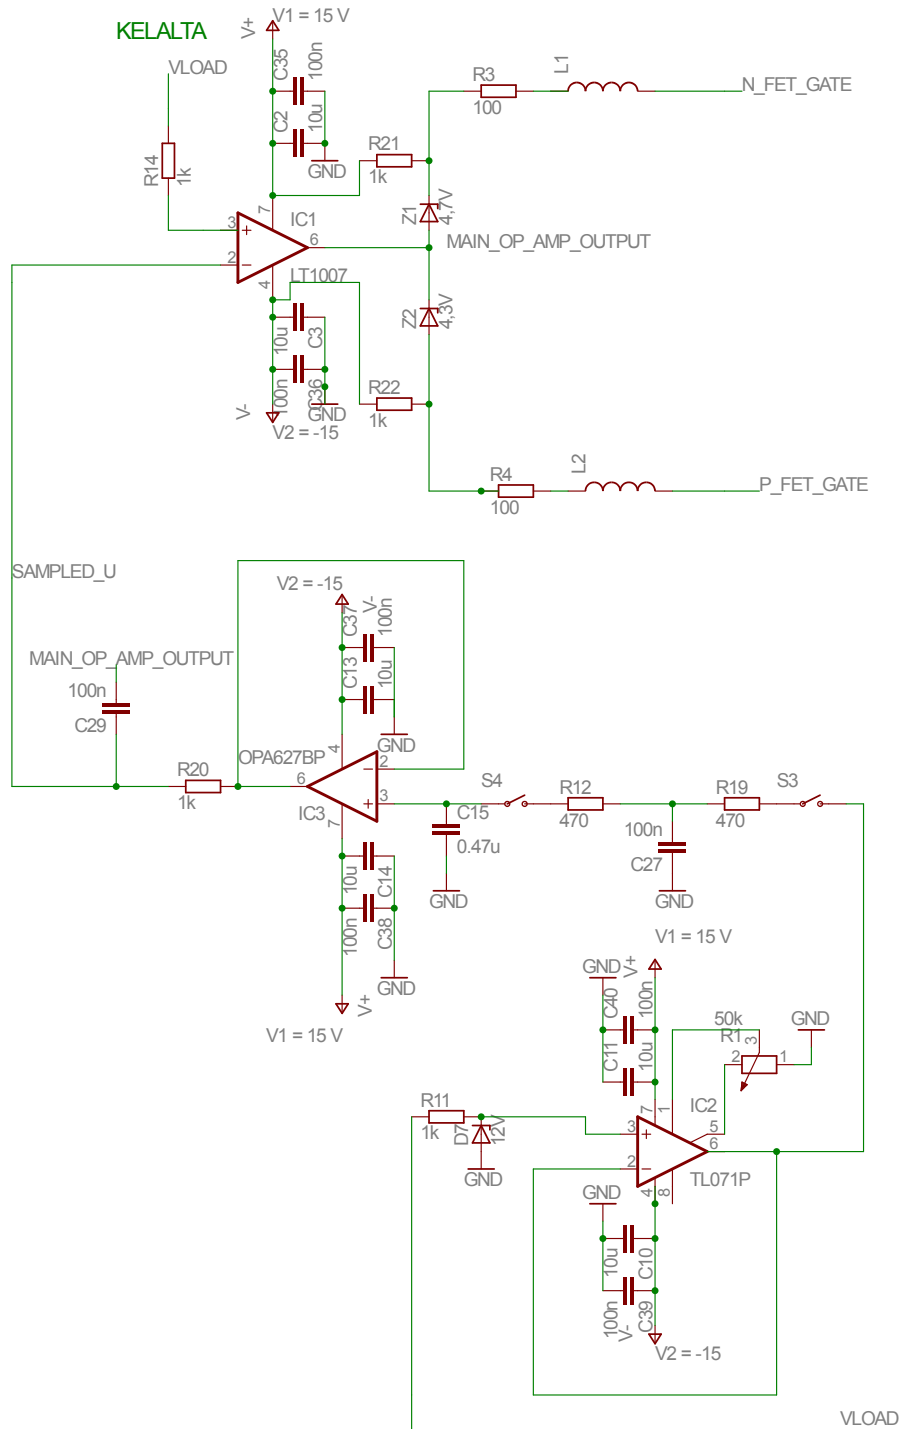 KELALTA
V+
V1 = 15 V
VLOAD
C35
100n
C2
10u
GND
R14
1k
R21
1k
R3
100
L1
N_FET_GATE
7
IC1
3
+
6
2
−
4
LT1007
Z1
4,7V
MAIN_OP_AMP_OUTPUT
Z2
4,3V
10u
C3
100n
C36
GND
V-
V2 = -15
R22
1k
R4
100
L2
P_FET_GATE
SAMPLED_U
V2 = -15
V-
C37
100n
C13
10u
GND
MAIN_OP_AMP_OUTPUT
100n
C29
R20
1k
OPA627BP
4
2
−
6
3
+
IC3
7
C15
0.47u
GND
S4
R12
470
100n
C27
GND
R19
470
S3
10u
C14
100n
C38
GND
V+
V1 = 15 V
V1 = 15 V
V+
GND
C40
100n
C11
10u
50k
R1
3
2
1
GND
R11
1k
D7
12V
GND
7
1
IC2
3
+
5
6
2
−
4
8
TL071P
GND
10u
C10
100n
C39
V-
V2 = -15
VLOAD